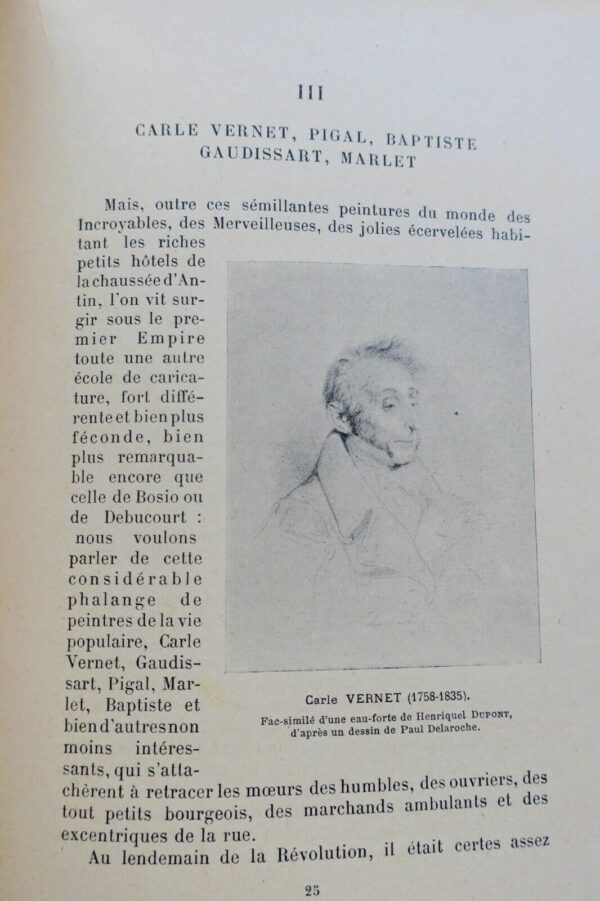 III
CARLE VERNET, PIGAL, BAPTISTE
GAUDISSART, MARLET
Mais, outre ces sémillantes peintures du monde des
Incroyables, des Merveilleuses, des jolies écervelées habi-
tant les riches
petits hôtels de
la chaussée d'An-
tin, l'on vit sur-
gir sous le pre-
mier Empire
toute une autre
école de carica-
ture, fort diffé-
rente et bien plus
féconde, bien
plus remarqua-
ble encore que
celle de Bosio ou
de Debucourt :
nous voulons
parler de cette
considérable
phalange de
peintres de la vie
populaire, Carle
Vernet, Gaudis-
sart, Pigal, Mar-
let, Baptiste et
bien d'autres non
moins intéres-
sants, qui s'atta-
chèrent à retracer les mœurs des humbles, des ouvriers, des
tout petits bourgeois, des marchands ambulants et des
excentriques de la rue.
Au lendemain de la Révolution, il était certes assez
Carle VERNET (1758-1835).
Fac-similé d'une eau-forte de Henriquel DUPONT,
d'après un dessin de Paul Delaroche.
25